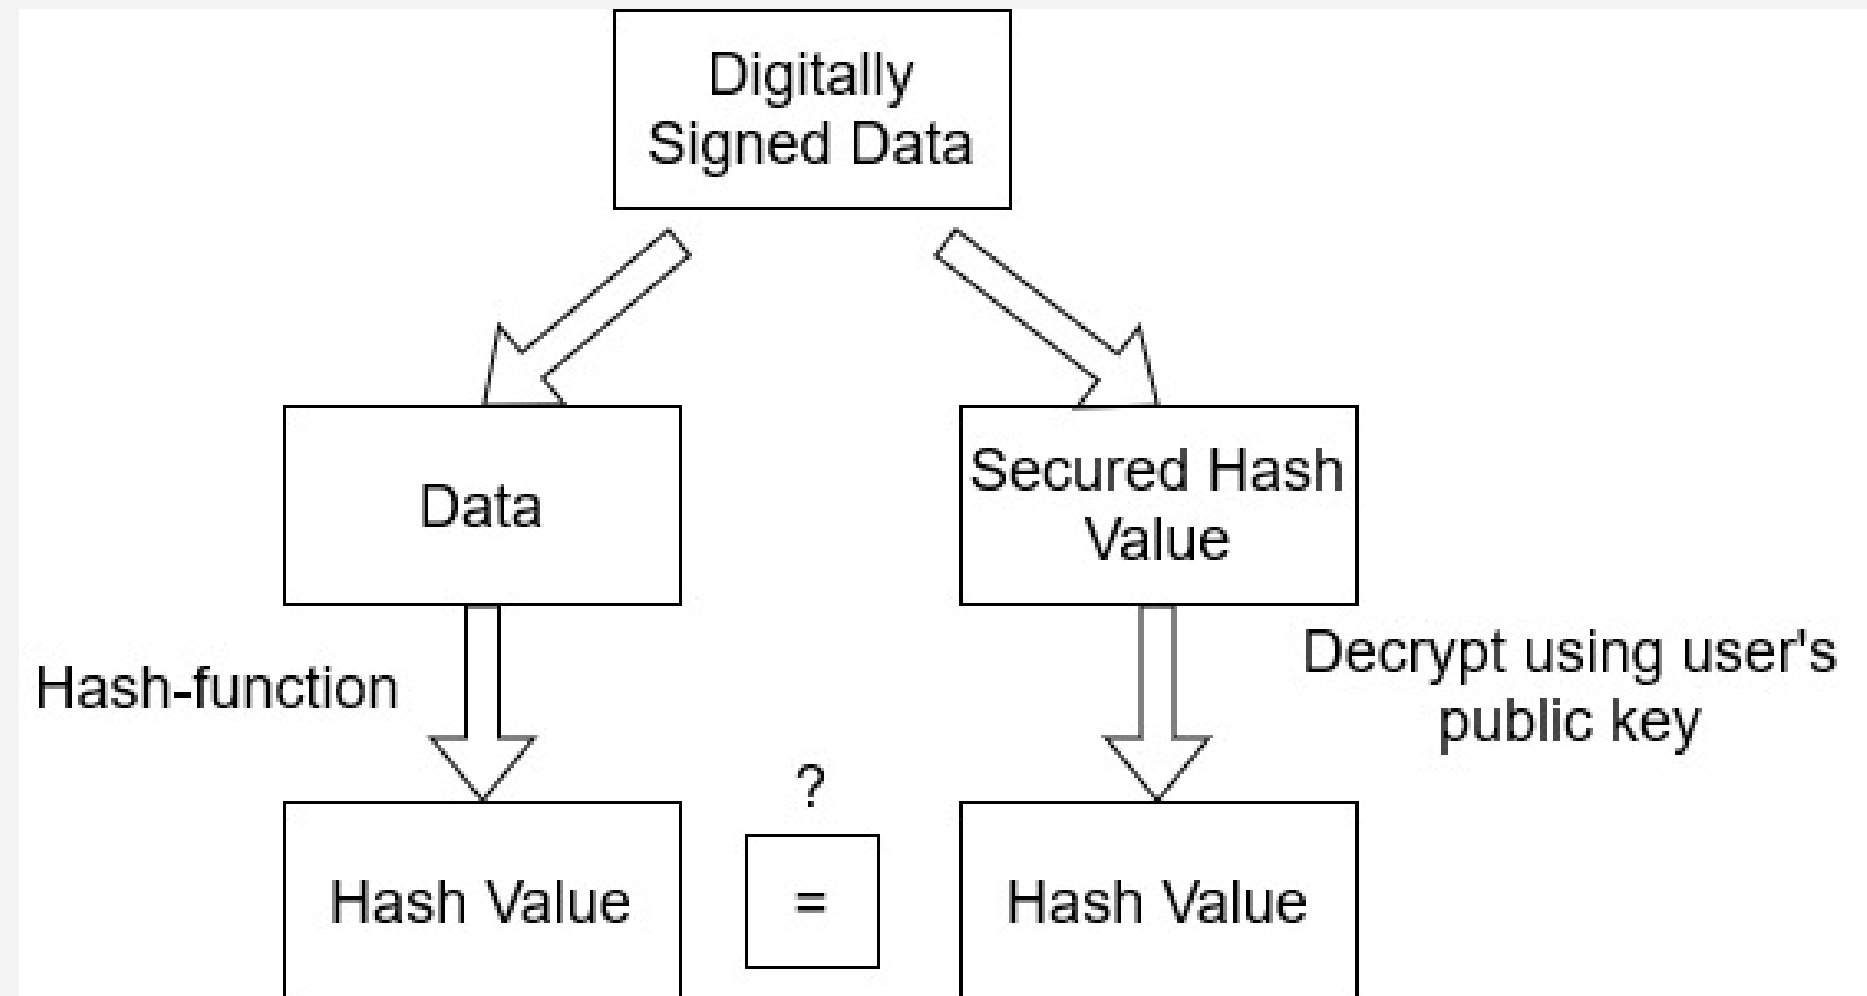 Digitally
Signed Data
Data
Secured Hash
Value
Hash-function
Decrypt using user's
public key
?
Hash Value
=
Hash Value